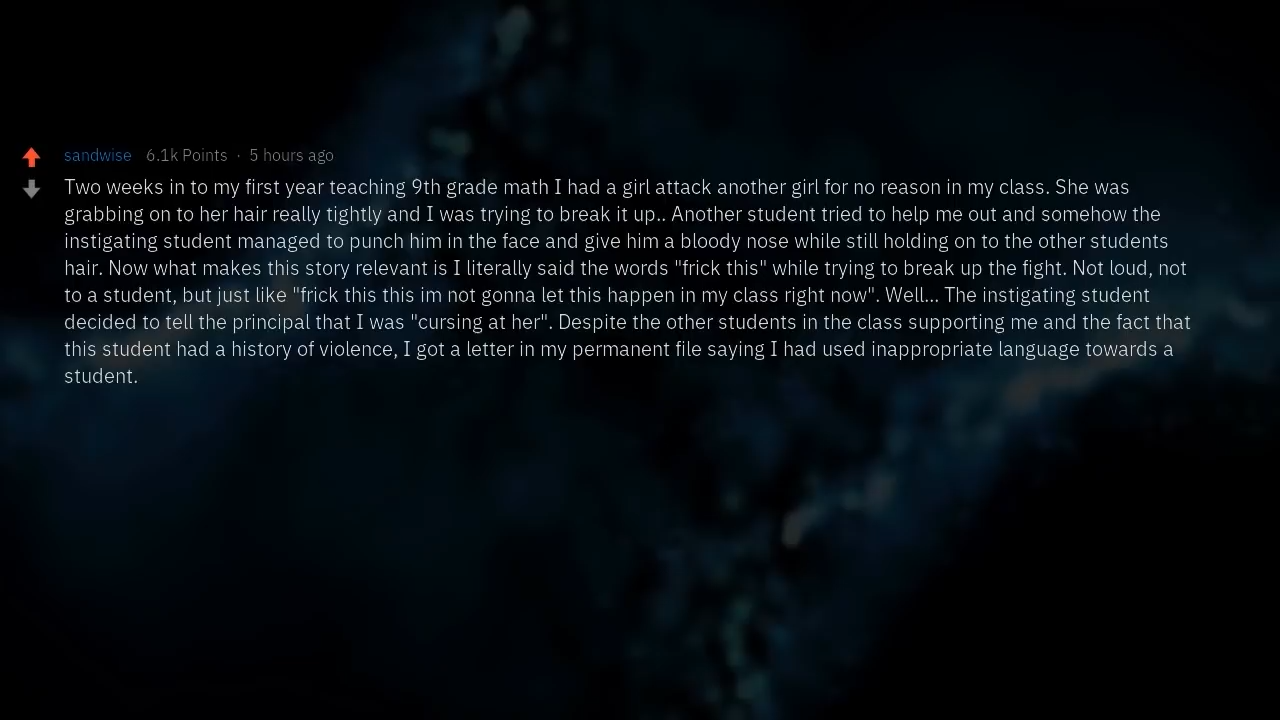 sandwise 6.1k Points · 5 hours ago
Two weeks in to my first year teaching 9th grade math I had a girl attack another girl for no reason in my class. She was
grabbing on to her hair really tightly and I was trying to break it up.. Another student tried to help me out and somehow the
instigating student managed to punch him in the face and give him a bloody nose while still holding on to the other students
hair. Now what makes this story relevant is I literally said the words "frick this" while trying to break up the fight. Not loud, not
to a student, but just like "frick this this im not gonna let this happen in my class right now". Well... The instigating student
decided to tell the principal that I was "cursing at her". Despite the other students in the class supporting me and the fact that
this student had a history of violence, I got a letter in my permanent file saying I had used inappropriate language towards a
student.